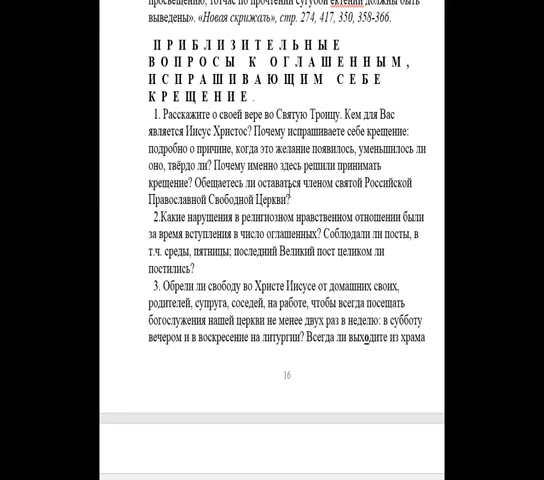 просвещению, тотчас по прочтении сугубой ектении должны быть
выведены». «Новая скрижаль», стр. 274, 417, 350, 358-366.
ПРИБЛИЗИТЕЛЬНЫЕ
ВОПРОСЫ К ОГЛАШЕННЫМ,
ИСПРАШИВАЮЩИМ СЕБЕ
КРЕЩЕНИЕ.
1. Расскажите о своей вере во Святую Троицу. Кем для Вас
является Иисус Христос? Почему испрашиваете себе крещение:
подробно о причине, когда это желание появилось, уменьшилось ли
оно, твёрдо ли? Почему именно здесь решили принимать
крещение? Обещаетесь ли оставаться членом святой Российской
Православной Свободной Церкви?
2.Какие нарушения в религиозном нравственном отношении были
за время вступления в число оглашенных? Соблюдали ли посты, в
т.ч. среды, пятницы; последний Великий пост целиком ли
постились?
3. Обрели ли свободу во Христе Иисусе от домашних своих,
родителей, супруга, соседей, на работе, чтобы всегда посещать
богослужения нашей церкви не менее двух раз в неделю: в субботу
вечером и в воскресение на литургии? Всегда ли выходите из храма
16